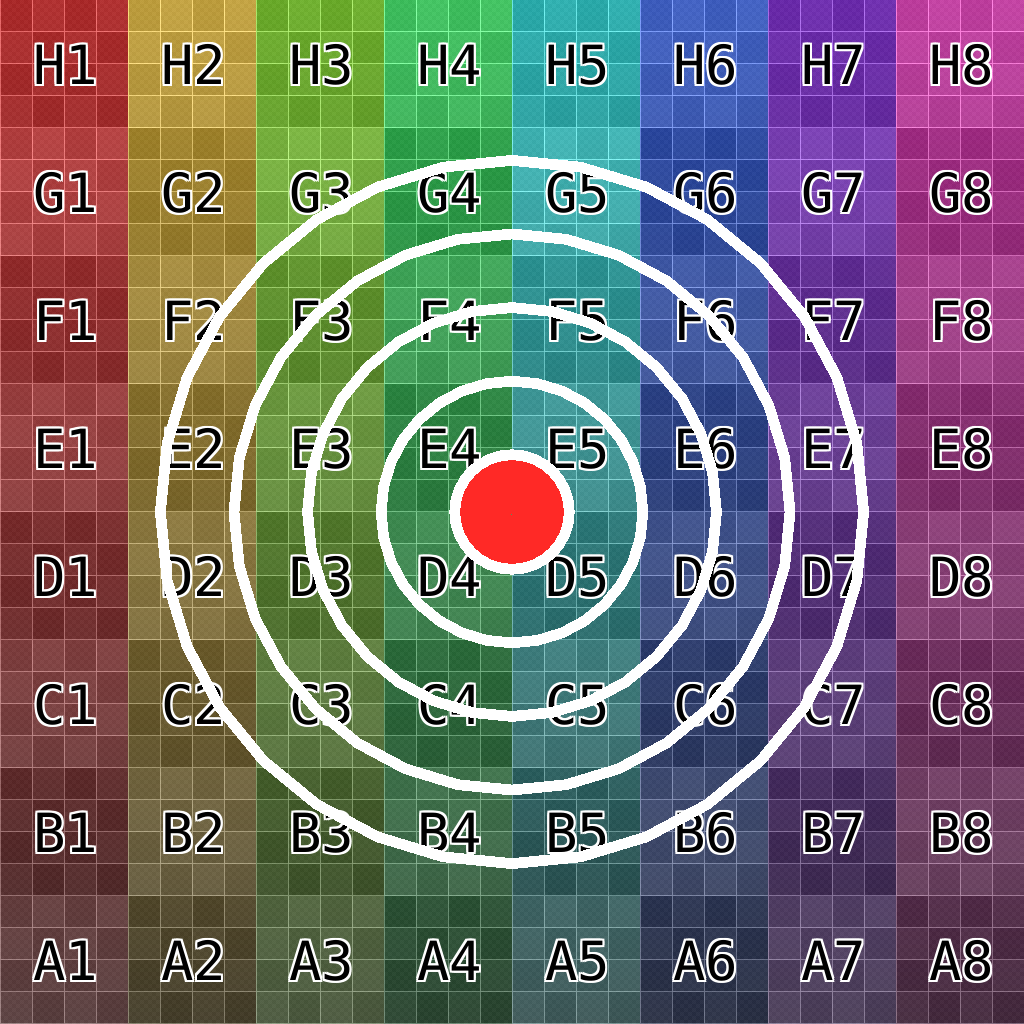 H1 H2 H3 H4 H5 H6 H7 H8
G1 G2 G3 G4 G5 G6 G7 G8
F1 F2 F3 F4 F5 F6 F7 F8
E1 E2 E3 E4 E5 E6 E7 E8
D1 D2 D3 D4 D5 D6 D7 D8
C1 C2 C3 C4 C5 C6 C7 C8
B1 B2 B3 B4 B5 B6 B7 B8
A1 A2 A3 A4 A5 A6 A7 A8